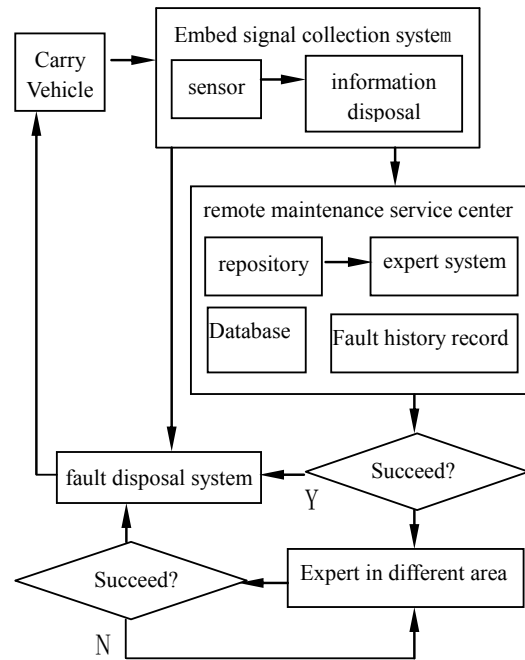 Embed signal collection system
Carry
Vehicle
sensor
information
disposal
remote maintenance service center
repository
expert system
Database
Fault history record
Succeed?
fault disposal system
Y
Succeed?
Expert in different area
N